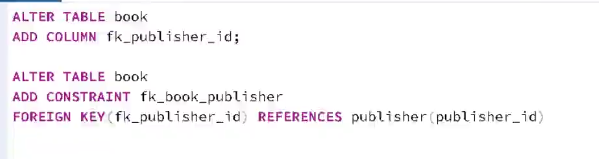 ALTER TABLE book
ADD COLUMN fk_publisher_id;
ALTER TABLE book
ADD CONSTRAINT fk_book_publisher
FOREIGN KEY(fk_publisher_id) REFERENCES publisher(publisher_id)